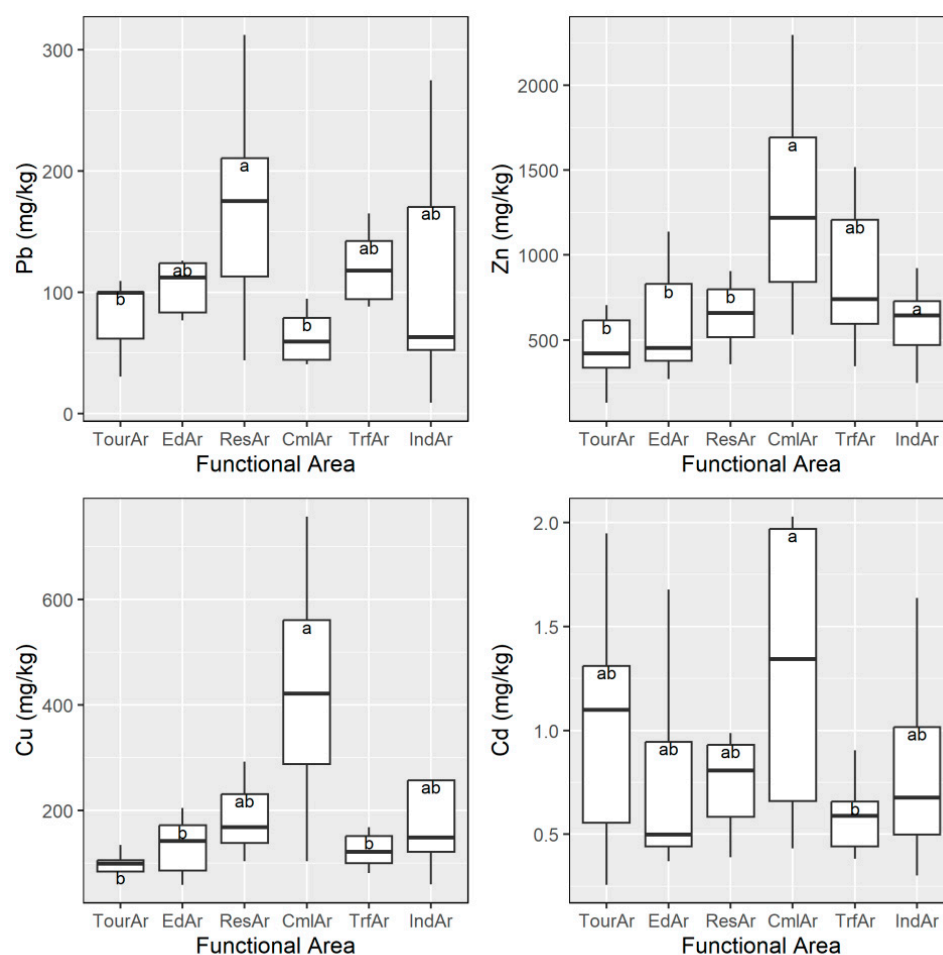 Pb (mg/kg)
300
200
100
0
a
ab
ab
ab
b
b
TourAr EdAr ResAr CmlAr TrfAr IndAr
Functional Area
Zn (mg/kg)
2000
1500
1000
500
a
ab
b
b
b
a
TourAr EdAr ResAr CmlAr TrfAr IndAr
Functional Area
Cu (mg/kg)
600
400
200
a
ab
ab
b
b
b
TourAr EdAr ResAr CmlAr TrfAr IndAr
Functional Area
Cd (mg/kg)
2.0
1.5
1.0
0.5
a
ab
ab
ab
ab
b
TourAr EdAr ResAr CmlAr TrfAr IndAr
Functional Area